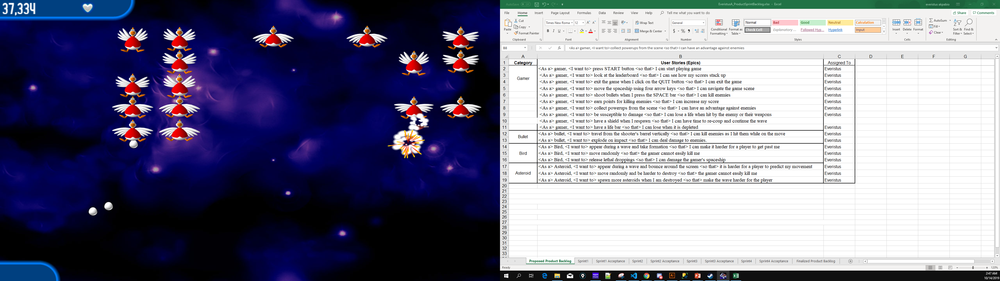 37,334
AutoSave Off
EveristusA_ProductSprintBacklog.xlsx - Excel
everistus akpabio
File Home Insert Page Layout Formulas Data Review View Help Tell me what you want to do
Share Comments
Paste
Cut
Copy
Format Painter
Times New Roma 12
B I U
Wrap Text
Merge & Center
General
$ % ,
Conditional Formatting
Format as Table
Normal Bad Good Neutral Calculation
Check Cell Explanatory ... Followed Hyp... Hyperlink Input
Insert Delete Format
AutoSum
Fill
Clear
Sort & Filter
Find & Select
Clipboard Font Alignment Number Styles Cells Editing
B8 fx <As a> gamer, <I want to> collect powerups from the scene <so that> I can have an advantage against enemies
A B C D E F G
1 Category User Stories (Epics) Assigned To
2 <As a> gamer, <I want to> press START button <so that> I can start playing game Everistus
3 <As a> gamer, <I want to> look at the leaderboard <so that> I can see how my scores stack up Everistus
Gamer
4 <As a> gamer, <I want to> exit the game when I click on the QUIT button <so that> I can exit the game Everistus
5 <As a> gamer, <I want to> move the spaceship using four arrow keys <so that> I can navigate the game scene Everistus
6 <As a> gamer, <I want to> shoot bullets when I press the SPACE bar <so that> I can kill enemies Everistus
7 <As a> gamer, <I want to> earn points for killing enemies <so that> I can increase my score Everistus
8 <As a> gamer, <I want to> collect powerups from the scene <so that> I can have an advantage against enemies Everistus
9 <As a> gamer, <I want to> be susceptible to damage <so that> I can lose a life when hit by the enemy or their weapons Everistus
10 <As a> gamer, <I want to> have a shield when I respawn <so that> I can have time to re-coup and continue the wave
11 <As a> gamer, <I want to> have a life bar <so that> I can lose when it is depleted Everistus
12 <As a> bullet, <I want to> travel from the shooter's barrel vertically <so that> I can kill enemies as I hit them while on the move Everistus
Bullet
13 <As a> bullet, <I want to> explode on impact <so that> I can deal damage to enemies. Everistus
14 <As a> Bird, <I want to> appear during a wave and take formation <so that> I can make it harder for a player to get past me Everistus
15 Bird <As a> Bird, <I want to> move randomly <so that> the gamer cannot easily kill me Everistus
16 <As a> Bird, <I want to> release lethal droppings <so that> I can damage the gamer's spaceship Everistus
17 <As a> Asteroid, <I want to> appear during a wave and bounce around the screen <so that> it is harder for a player to predict my movement Everistus
18 Asteroid <As a> Asteroid, <I want to> move randomly and be harder to destroy <so that> the gamer cannot easily kill me Everistus
19 <As a> Asteroid, <I want to> spawn more asteroids when I am destroyed <so that> make the wave harder for the player Everistus
20
21
22
23
24
25
26
27
28
29
30
31
32
33
Proposed Product Backlog Sprint1 Sprint1 Acceptance Sprint2 Sprint2 Acceptance Sprint3 Sprint3 Acceptance Sprint4 Sprint4 Acceptance Finalized Product Backlog
Ready
120%
2:47 AM
10/14/2019